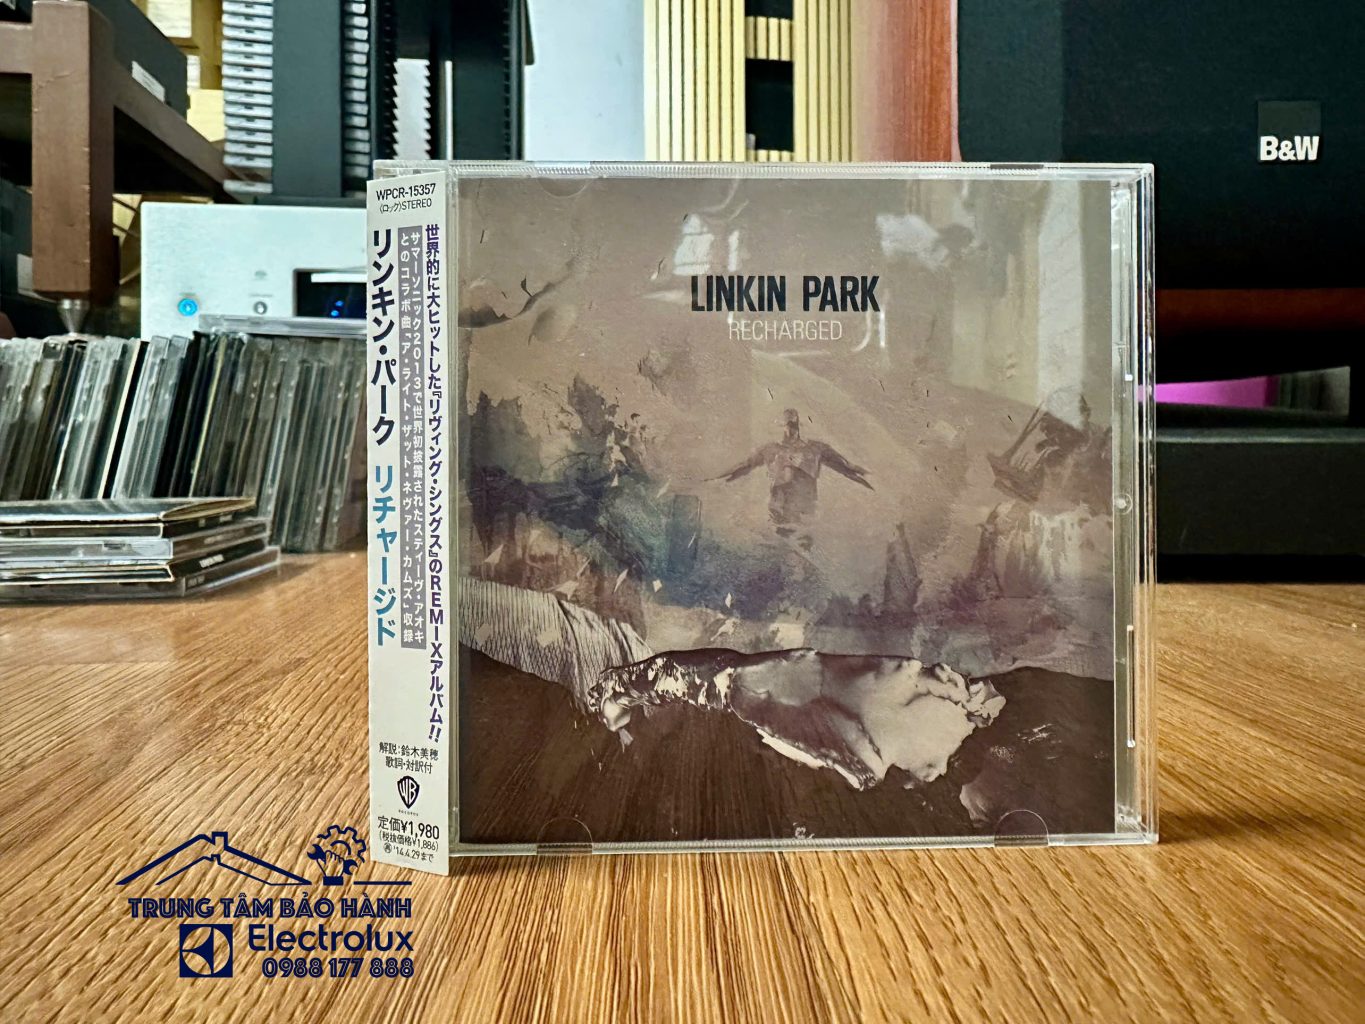 B&W
WPCR-15357
〈ロック〉STEREO
世界的に大ヒットした『リヴィング・シングス』のREMIXアルバム!!
サマーソニック2013で世界初披露されたスティーヴ・アオキ
とのコラボ曲「ア・ライト・ザット・ネヴァー・カムズ」収録
リンキン・パーク リチャージド
解説:鈴木美穂
歌詞・対訳付
WB
RECORDS
定価¥1,980
(税抜価格¥1,886)
'14.4.29まで
LINKIN PARK
RECHARGED
TRUNG TÂM BẢO HÀNH
Electrolux
0988 177 888